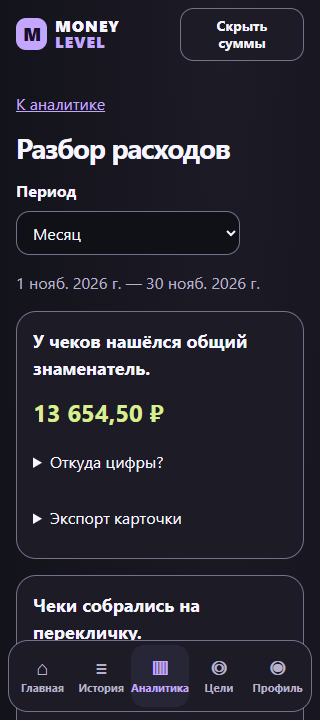 M MONEY
LEVEL
Скрыть
суммы
К аналитике
Разбор расходов
Период
Месяц
1 нояб. 2026 г. — 30 нояб. 2026 г.
У чеков нашёлся общий
знаменатель.
13 654,50 ₽
Откуда цифры?
Экспорт карточки
Чеки собрались на
перекличку.
Главная История Аналитика Цели Профиль